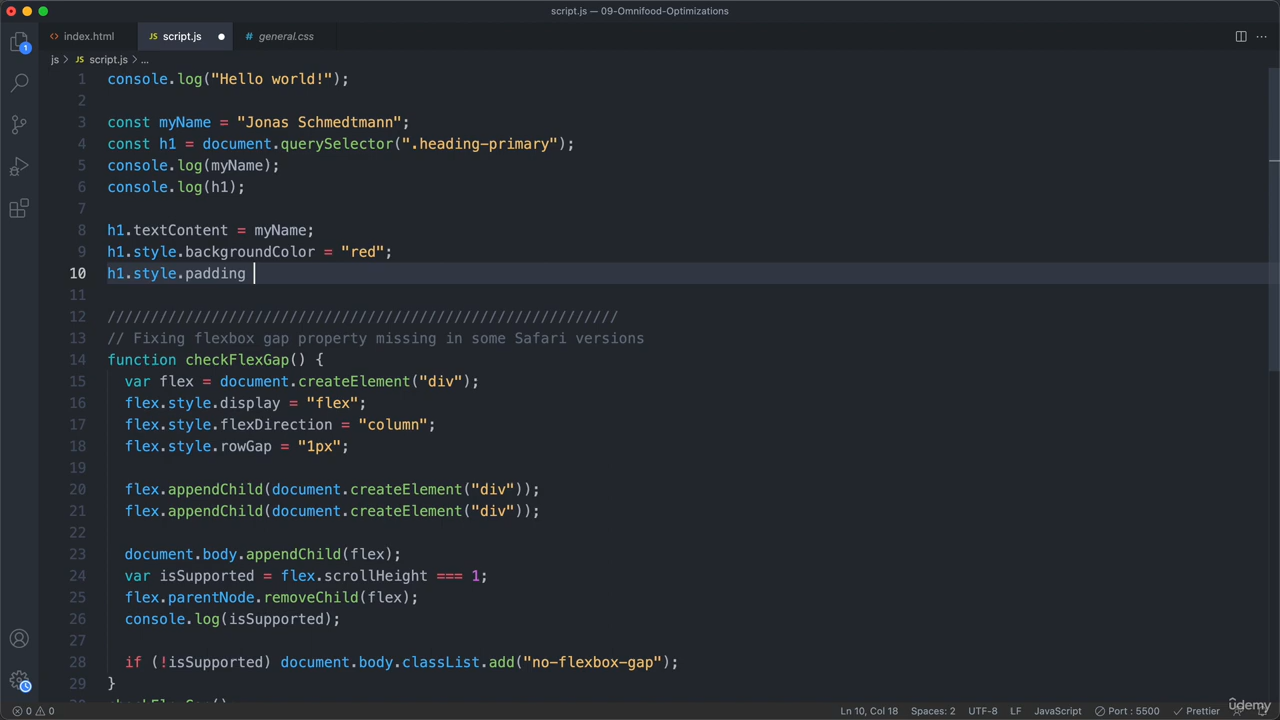 script.js — 09-Omnifood-Optimizations
index.html
JS script.js
# general.css
js > JS script.js > ...
1 console.log("Hello world!");
2
3 const myName = "Jonas Schmedtmann";
4 const h1 = document.querySelector(".heading-primary");
5 console.log(myName);
6 console.log(h1);
7
8 h1.textContent = myName;
9 h1.style.backgroundColor = "red";
10 h1.style.padding
11
12 ///////////////////////////////////////////////////////////
13 // Fixing flexbox gap property missing in some Safari versions
14 function checkFlexGap() {
15 var flex = document.createElement("div");
16 flex.style.display = "flex";
17 flex.style.flexDirection = "column";
18 flex.style.rowGap = "1px";
19
20 flex.appendChild(document.createElement("div"));
21 flex.appendChild(document.createElement("div"));
22
23 document.body.appendChild(flex);
24 var isSupported = flex.scrollHeight === 1;
25 flex.parentNode.removeChild(flex);
26 console.log(isSupported);
27
28 if (!isSupported) document.body.classList.add("no-flexbox-gap");
29 }
1
0 0 Ln 10, Col 18 Spaces: 2 UTF-8 LF JavaScript Port : 5500 Prettier
udemy